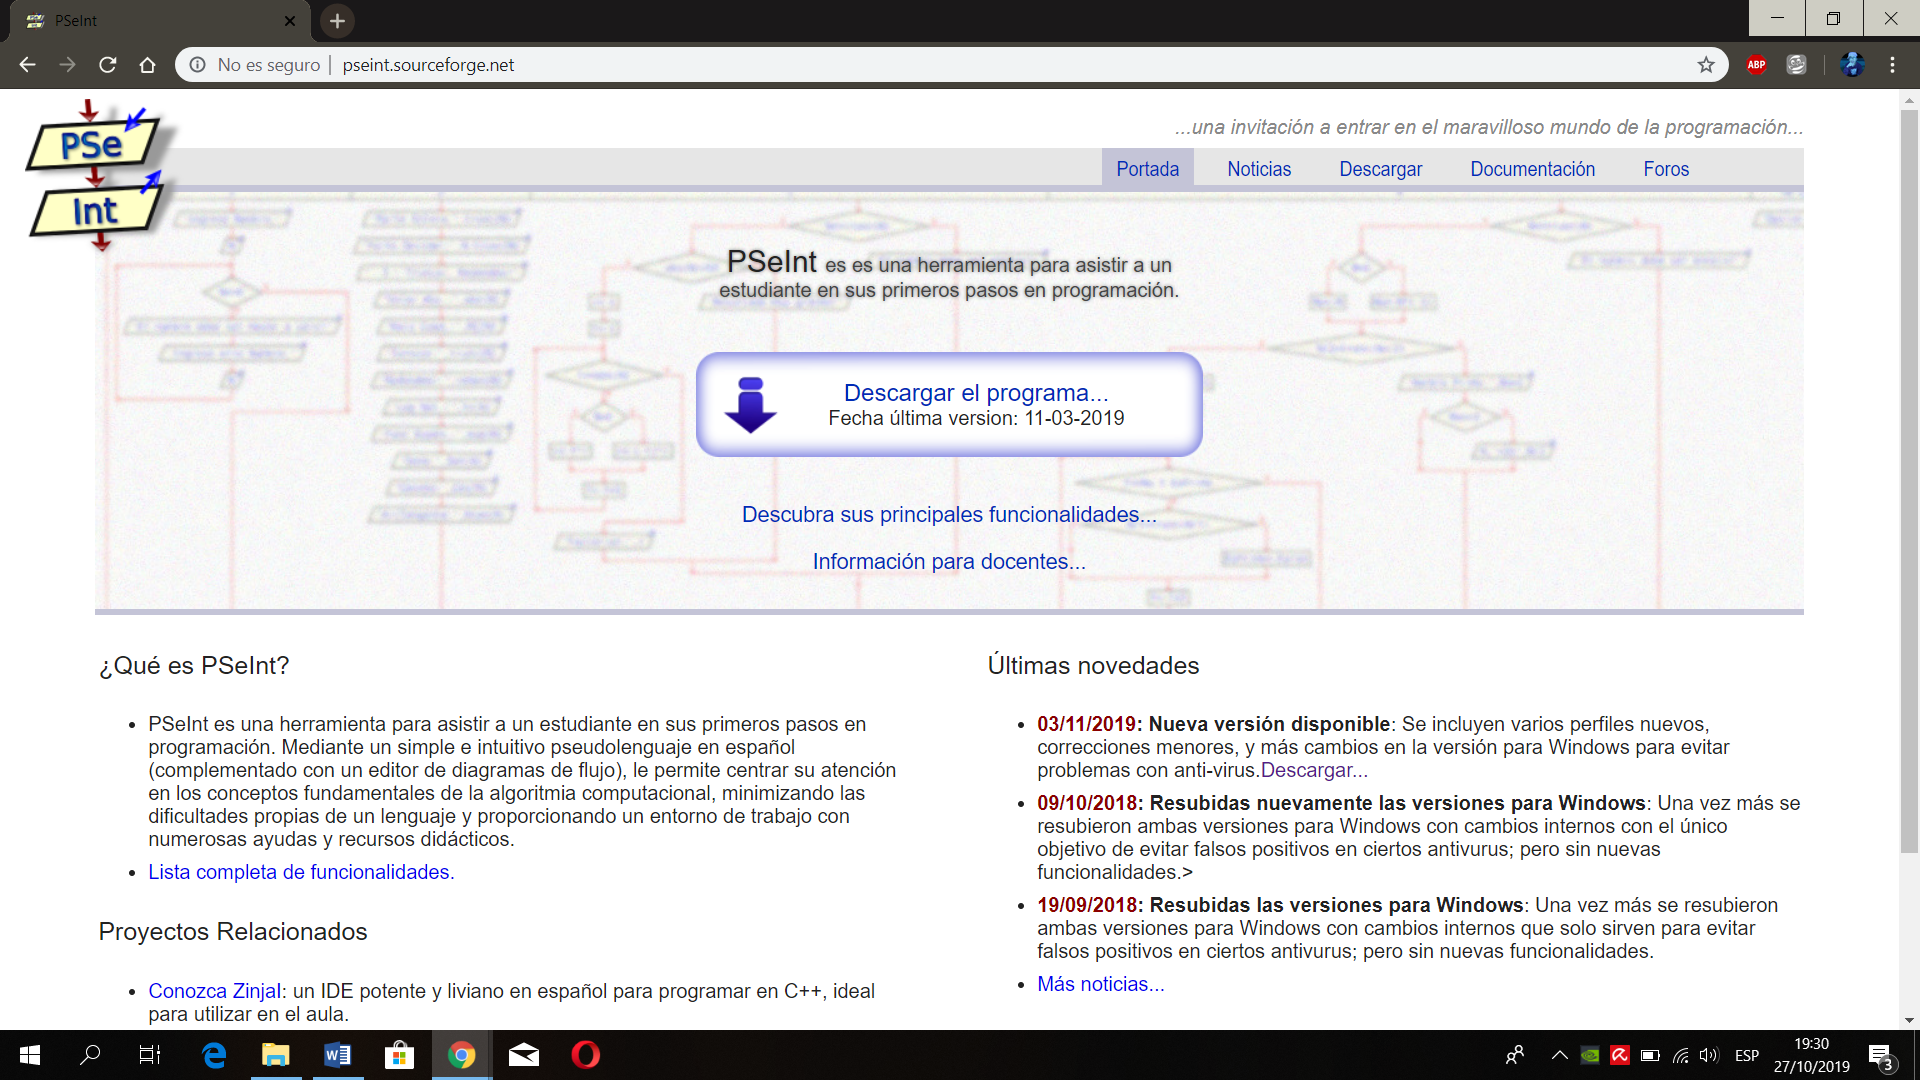 PSeInt
No es seguro
pseint.sourceforge.net
ABP
PSe
Int
...una invitación a entrar en el maravilloso mundo de la programación...
Portada
Noticias
Descargar
Documentación
Foros
PSeInt es es una herramienta para asistir a un
estudiante en sus primeros pasos en programación.
Descargar el programa...
Fecha última version: 11-03-2019
Descubra sus principales funcionalidades...
Información para docentes...
¿Qué es PSeInt?
PSeInt es una herramienta para asistir a un estudiante en sus primeros pasos en
programación. Mediante un simple e intuitivo pseudolenguaje en español
(complementado con un editor de diagramas de flujo), le permite centrar su atención
en los conceptos fundamentales de la algoritmia computacional, minimizando las
dificultades propias de un lenguaje y proporcionando un entorno de trabajo con
numerosas ayudas y recursos didácticos.
Lista completa de funcionalidades.
Proyectos Relacionados
Conozca ZinjaI: un IDE potente y liviano en español para programar en C++, ideal
para utilizar en el aula.
Últimas novedades
03/11/2019: Nueva versión disponible: Se incluyen varios perfiles nuevos,
correcciones menores, y más cambios en la versión para Windows para evitar
problemas con anti-virus.Descargar...
09/10/2018: Resubidas nuevamente las versiones para Windows: Una vez más se
resubieron ambas versiones para Windows con cambios internos con el único
objetivo de evitar falsos positivos en ciertos antivurus; pero sin nuevas
funcionalidades.>
19/09/2018: Resubidas las versiones para Windows: Una vez más se resubieron
ambas versiones para Windows con cambios internos que solo sirven para evitar
falsos positivos en ciertos antivurus; pero sin nuevas funcionalidades.
Más noticias...
ESP
19:30
27/10/2019
3